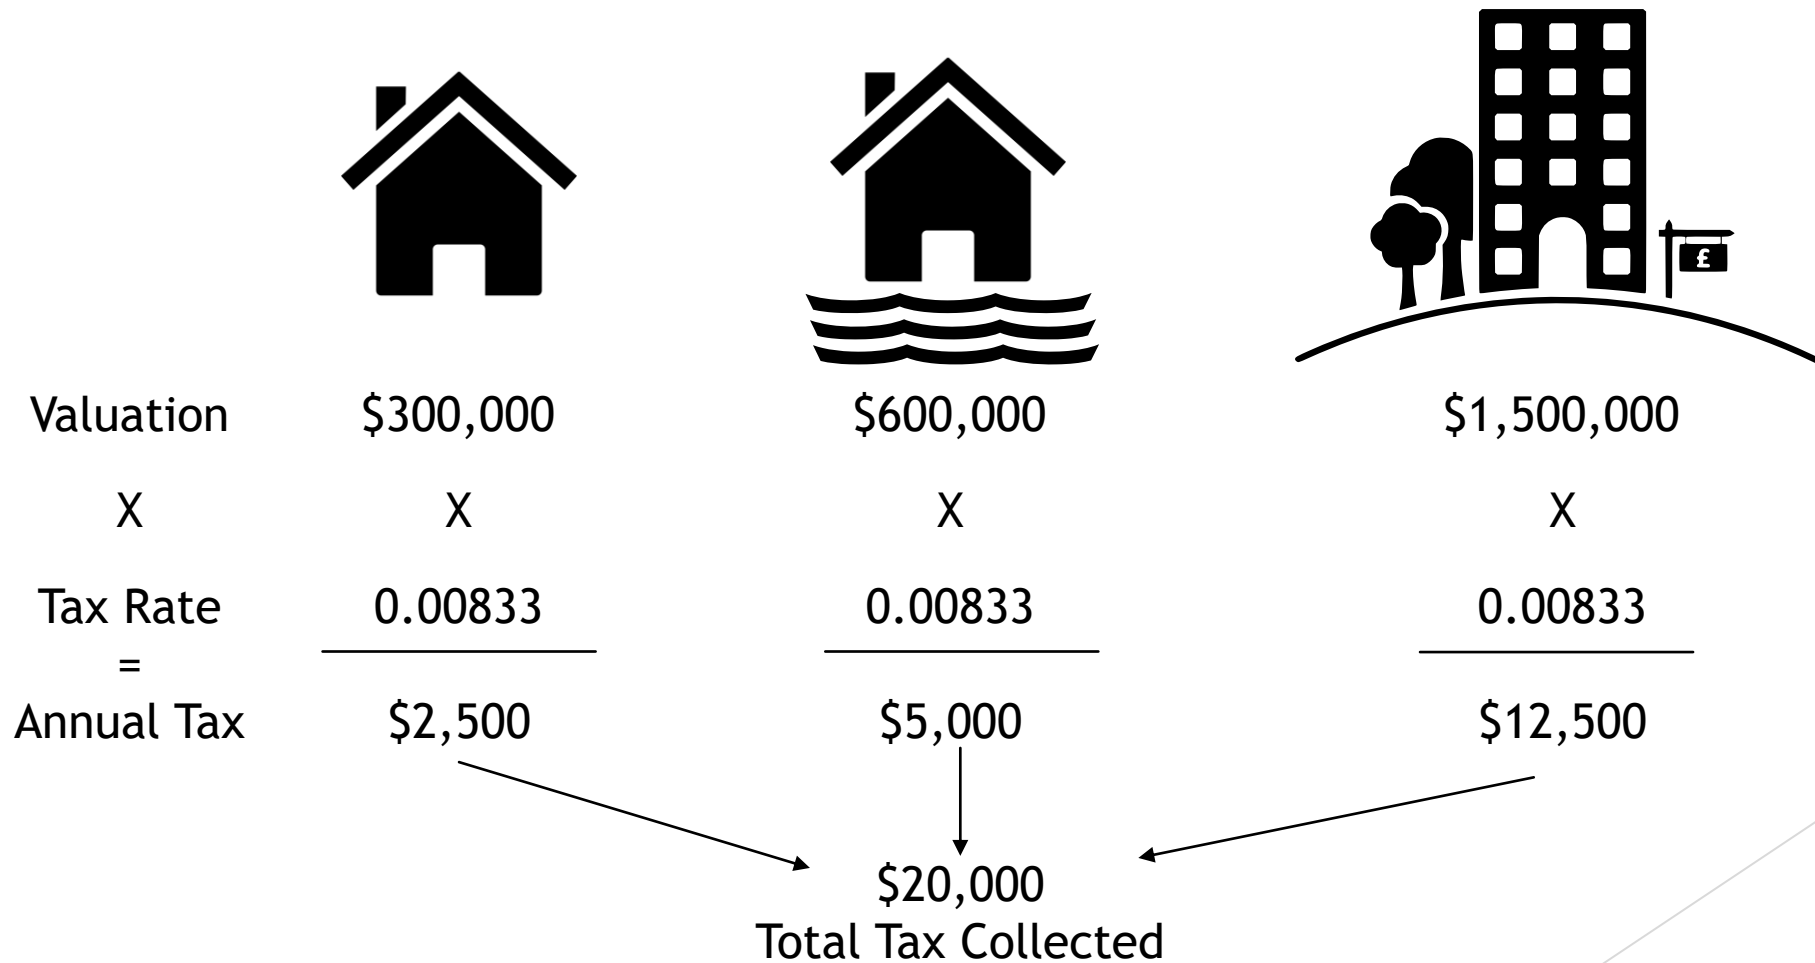 £
Valuation $300,000 $600,000 $1,500,000
X X X X
Tax Rate 0.00833 0.00833 0.00833
=
Annual Tax $2,500 $5,000 $12,500
$20,000
Total Tax Collected